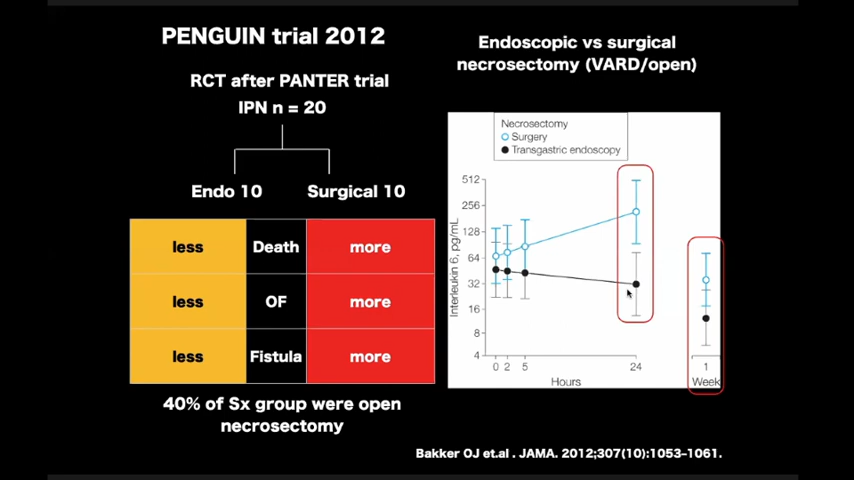 PENGUIN trial 2012
RCT after PANTER trial
IPN n = 20
Endo 10
Surgical 10
less Death more
less OF more
less Fistula more
40% of Sx group were open
necrosectomy
Endoscopic vs surgical
necrosectomy (VARD/open)
Necrosectomy
Surgery
Transgastric endoscopy
Interleukin 6, pg/mL
512
256
128
64
32
16
8
4
0 2 5 24 1
Hours Week
Bakker OJ et.al . JAMA. 2012;307(10):1053-1061.